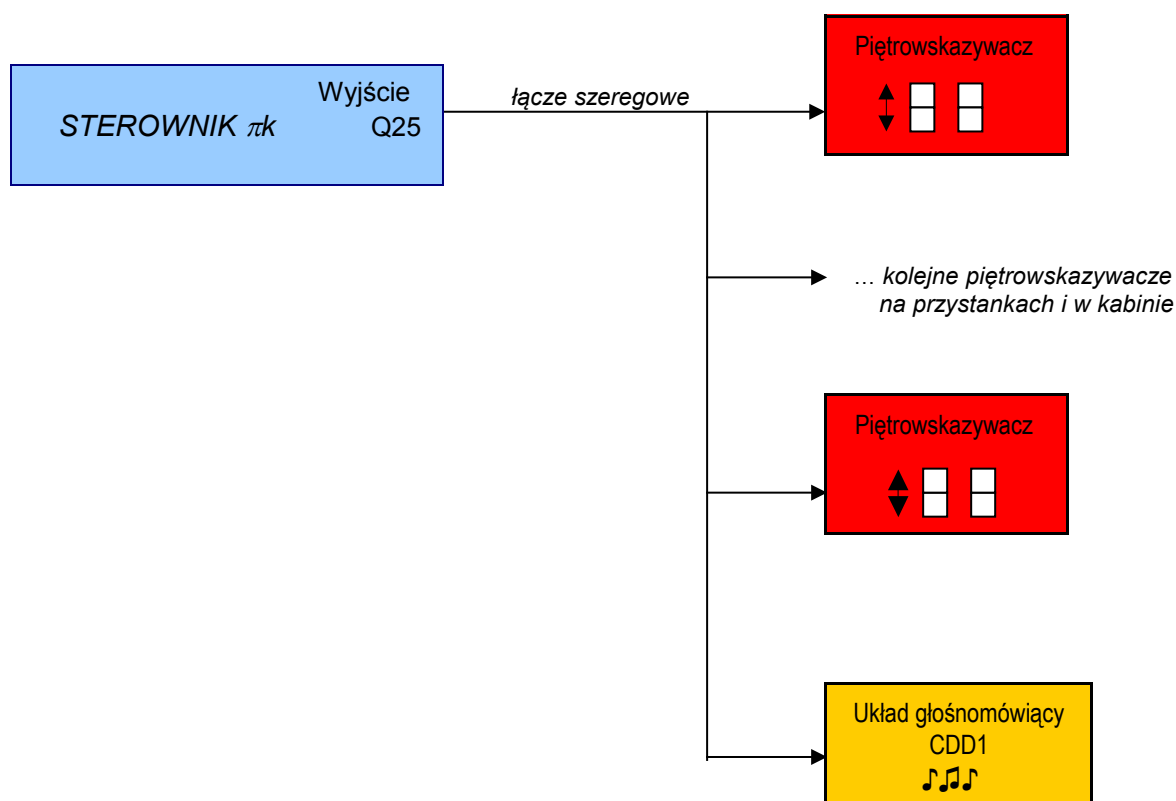 Piętrowskazywacz
Wyjście
STEROWNIK πk
Q25
łącze szeregowe
... kolejne piętrowskazywacze
na przystankach i w kabinie
Piętrowskazywacz
Układ głośnomówiący
CDD1
♪♫♪